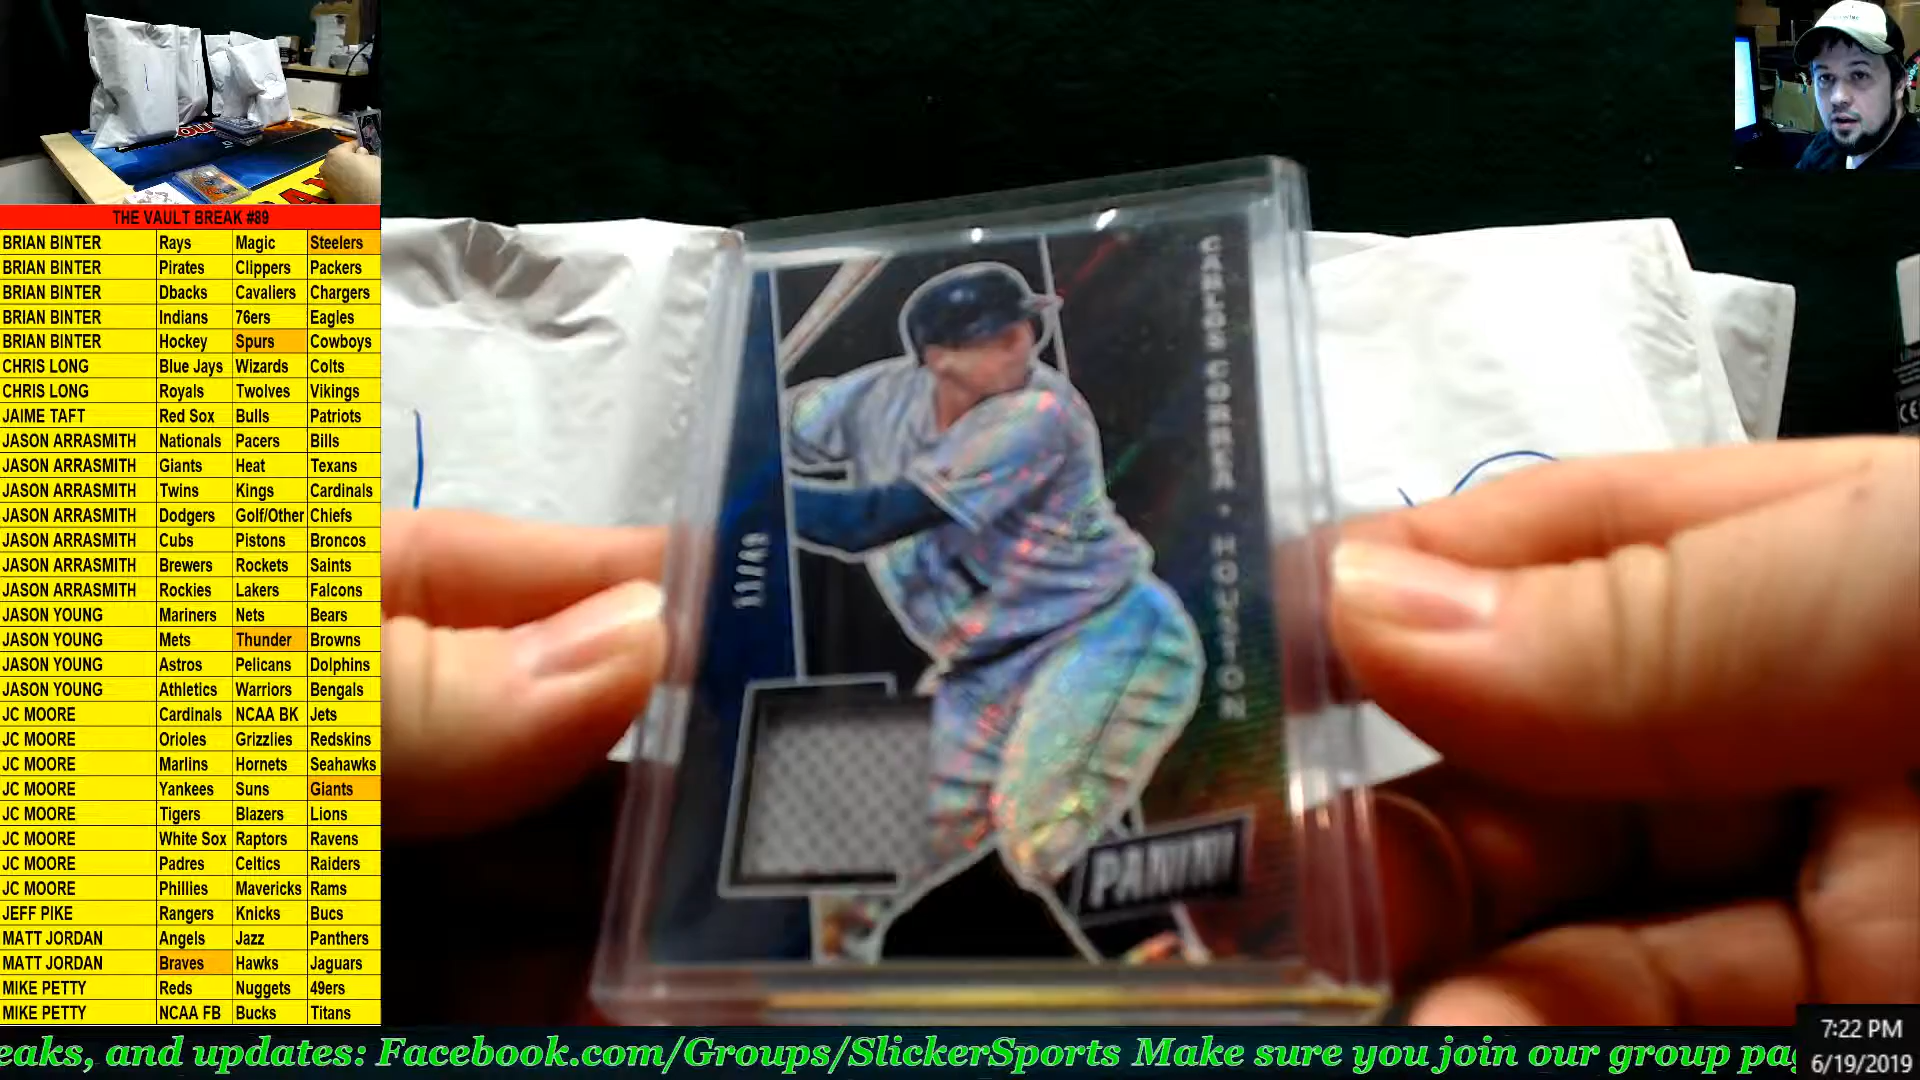 THE VAULT BREAK #89
BRIAN BINTER Rays Magic Steelers
BRIAN BINTER Pirates Clippers Packers
BRIAN BINTER Dbacks Cavaliers Chargers
BRIAN BINTER Indians 76ers Eagles
BRIAN BINTER Hockey Spurs Cowboys
CHRIS LONG Blue Jays Wizards Colts
CHRIS LONG Royals Twolves Vikings
JAIME TAFT Red Sox Bulls Patriots
JASON ARRASMITH Nationals Pacers Bills
JASON ARRASMITH Giants Heat Texans
JASON ARRASMITH Twins Kings Cardinals
JASON ARRASMITH Dodgers Golf/Other Chiefs
JASON ARRASMITH Cubs Pistons Broncos
JASON ARRASMITH Brewers Rockets Saints
JASON ARRASMITH Rockies Lakers Falcons
JASON YOUNG Mariners Nets Bears
JASON YOUNG Mets Thunder Browns
JASON YOUNG Astros Pelicans Dolphins
JASON YOUNG Athletics Warriors Bengals
JC MOORE Cardinals NCAA BK Jets
JC MOORE Orioles Grizzlies Redskins
JC MOORE Marlins Hornets Seahawks
JC MOORE Yankees Suns Giants
JC MOORE Tigers Blazers Lions
JC MOORE White Sox Raptors Ravens
JC MOORE Padres Celtics Raiders
JC MOORE Phillies Mavericks Rams
JEFF PIKE Rangers Knicks Bucs
MATT JORDAN Angels Jazz Panthers
MATT JORDAN Braves Hawks Jaguars
MIKE PETTY Reds Nuggets 49ers
MIKE PETTY NCAA FB Bucks Titans
CARLOS CORREA · HOUSTON
11/49
PANINI
eaks, and updates: Facebook.com/Groups/SlickerSports Make sure you join our group pag
7:22 PM
6/19/2019